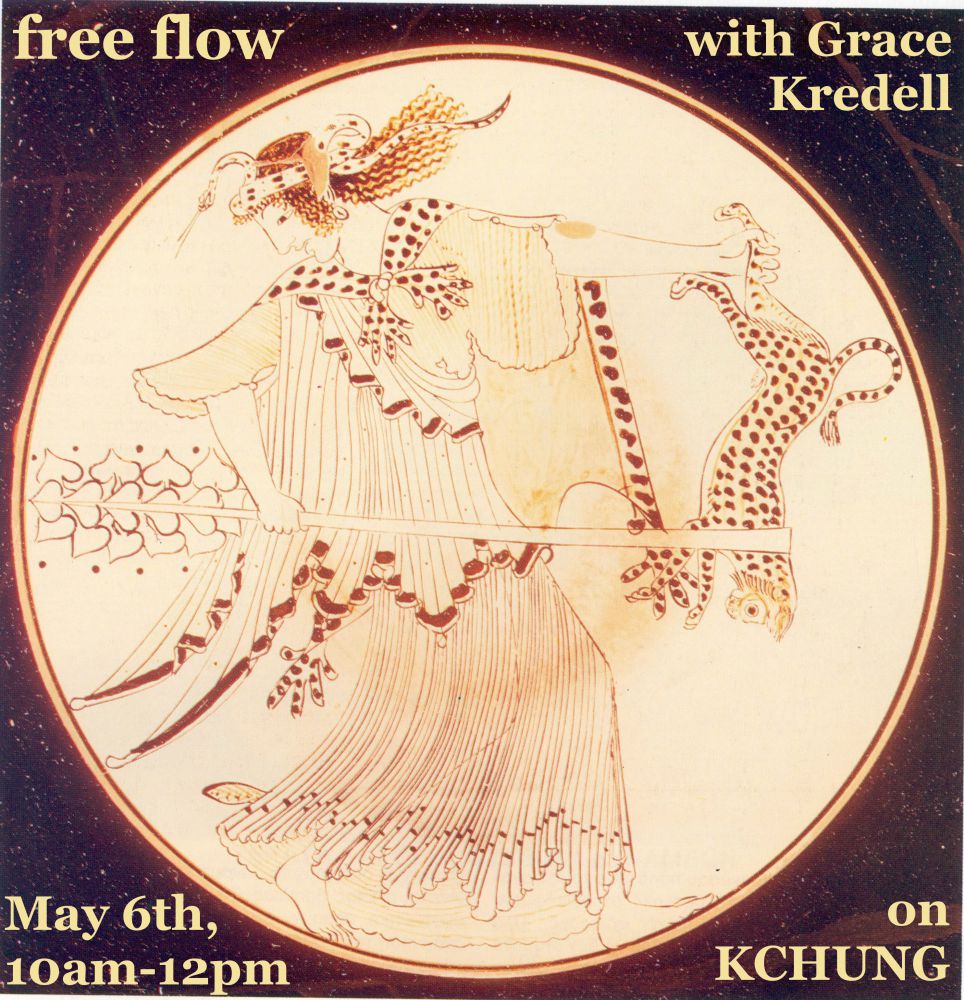 free flow
with Grace
Kredell
May 6th,
10am-12pm
on
KCHUNG